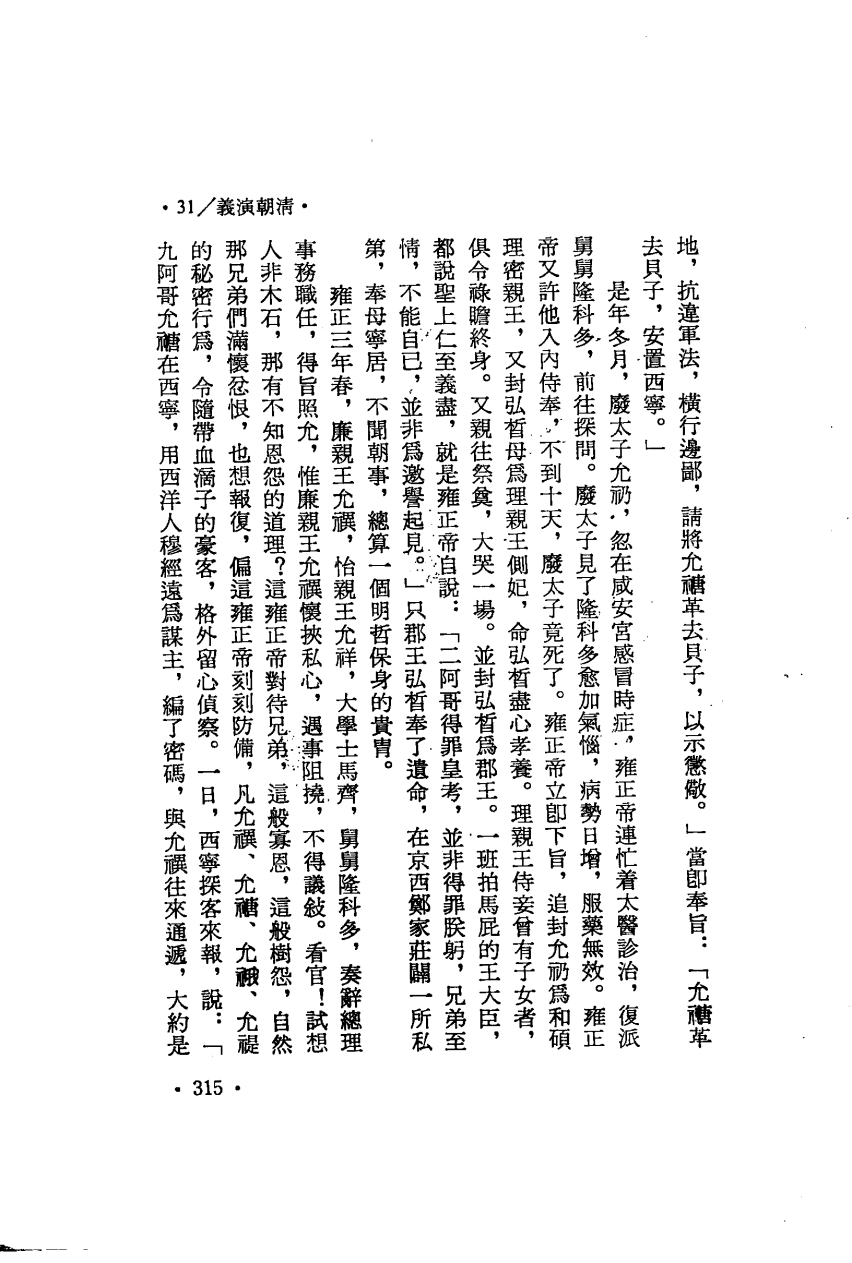 ·31／義演朝清·
地，抗違軍法，橫行邊鄙，請將允禟革去貝子，以示懲儆。」當卽奉旨：「允禟革
去貝子，安置西寧。」
是年冬月，廢太子允礽，忽在咸安宮感冒時症，雍正帝連忙着太醫診治，復派
舅舅隆科多，前往探問。廢太子見了隆科多愈加氣惱，病勢日增，服藥無效。雍正
帝又許他入內侍奉，不到十天，廢太子竟死了。雍正帝立卽下旨，追封允礽爲和碩
理密親王，又封弘晳母爲理親王側妃，命弘晳盡心孝養。理親王侍妾曾有子女者，
俱令祿贍終身。又親往祭奠，大哭一場。並封弘晳爲郡王。一班拍馬屁的王大臣，
都說聖上仁至義盡，就是雍正帝自說：「二阿哥得罪皇考，並非得罪朕躬，兄弟至
情，不能自已，並非爲邀譽起見。」只郡王弘晳奉了遺命，在京西鄭家莊闢一所私
第，奉母寧居，不聞朝事，總算一個明哲保身的貴冑。
雍正三年春，廉親王允禩，怡親王允祥，大學士馬齊，舅舅隆科多，奏辭總理
事務職任，得旨照允，惟廉親王允禩懷挾私心，遇事阻撓，不得議敍。看官！試想
人非木石，那有不知恩怨的道理？這雍正帝對待兄弟，這般寡恩，這般樹怨，自然
那兄弟們滿懷忿恨，也想報復，偏這雍正帝刻刻防備，凡允禩、允禟、允䄉、允禔
的秘密行爲，令隨帶血滴子的豪客，格外留心偵察。一日，西寧探客來報，說：「
九阿哥允禟在西寧，用西洋人穆經遠爲謀主，編了密碼，與允禩往來通遞，大約是
·315·